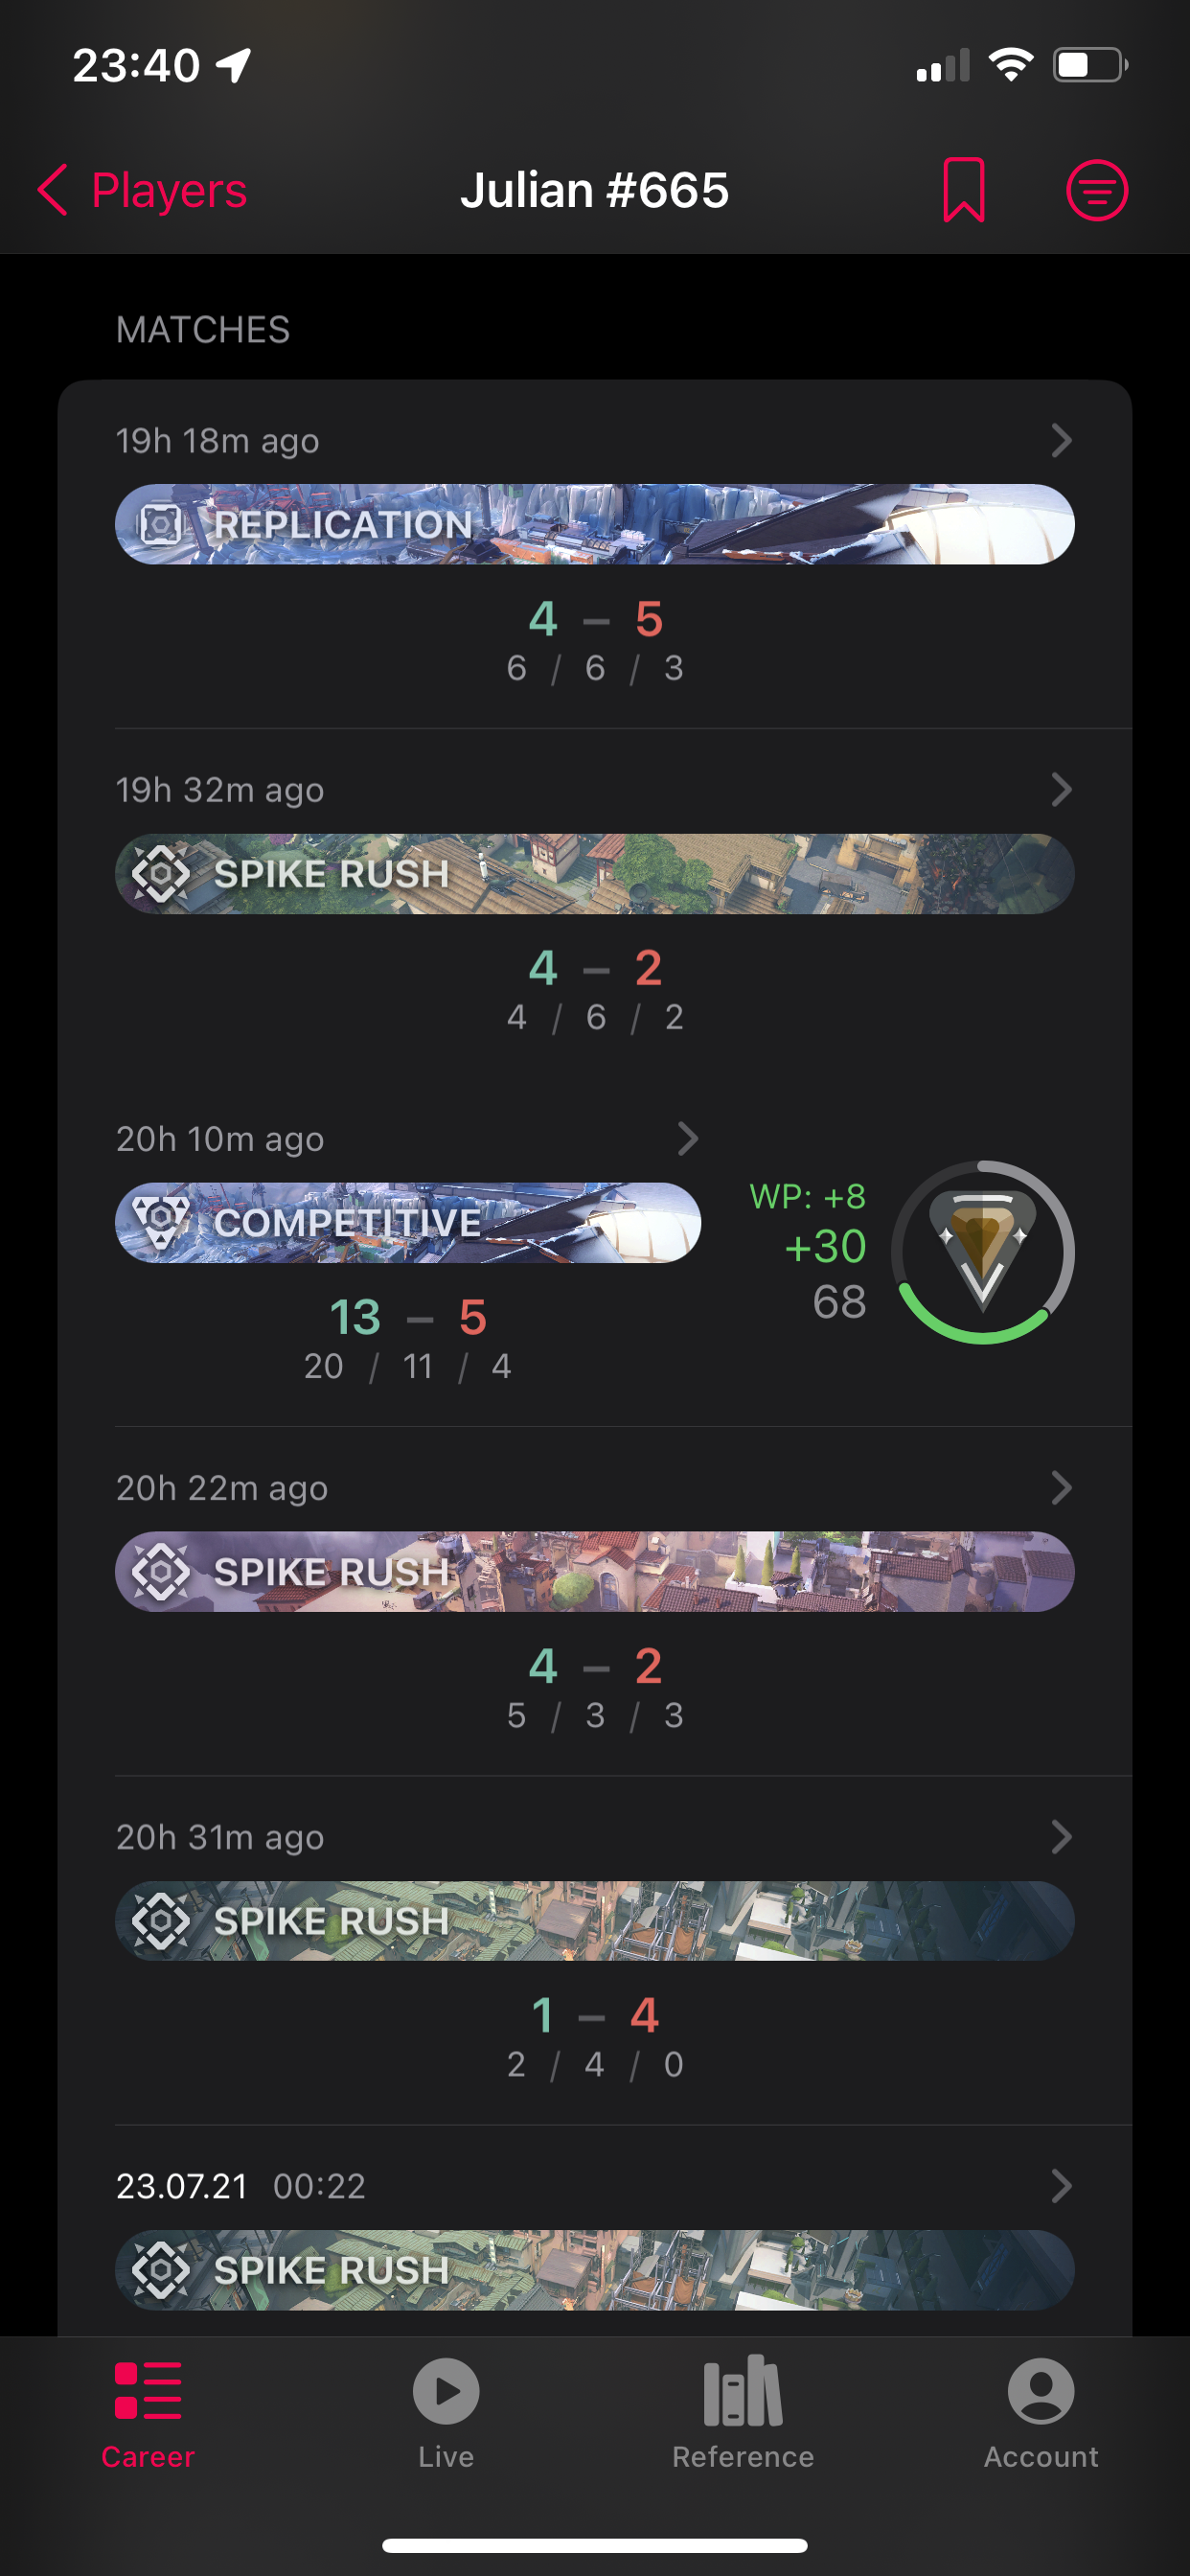 23:40
Players
Julian #665
MATCHES
19h 18m ago
REPLICATION
4 – 5
6 / 6 / 3
19h 32m ago
SPIKE RUSH
4 – 2
4 / 6 / 2
20h 10m ago
COMPETITIVE
13 – 5
20 / 11 / 4
WP: +8
+30
68
20h 22m ago
SPIKE RUSH
4 – 2
5 / 3 / 3
20h 31m ago
SPIKE RUSH
1 – 4
2 / 4 / 0
23.07.21 00:22
SPIKE RUSH
Career
Live
Reference
Account